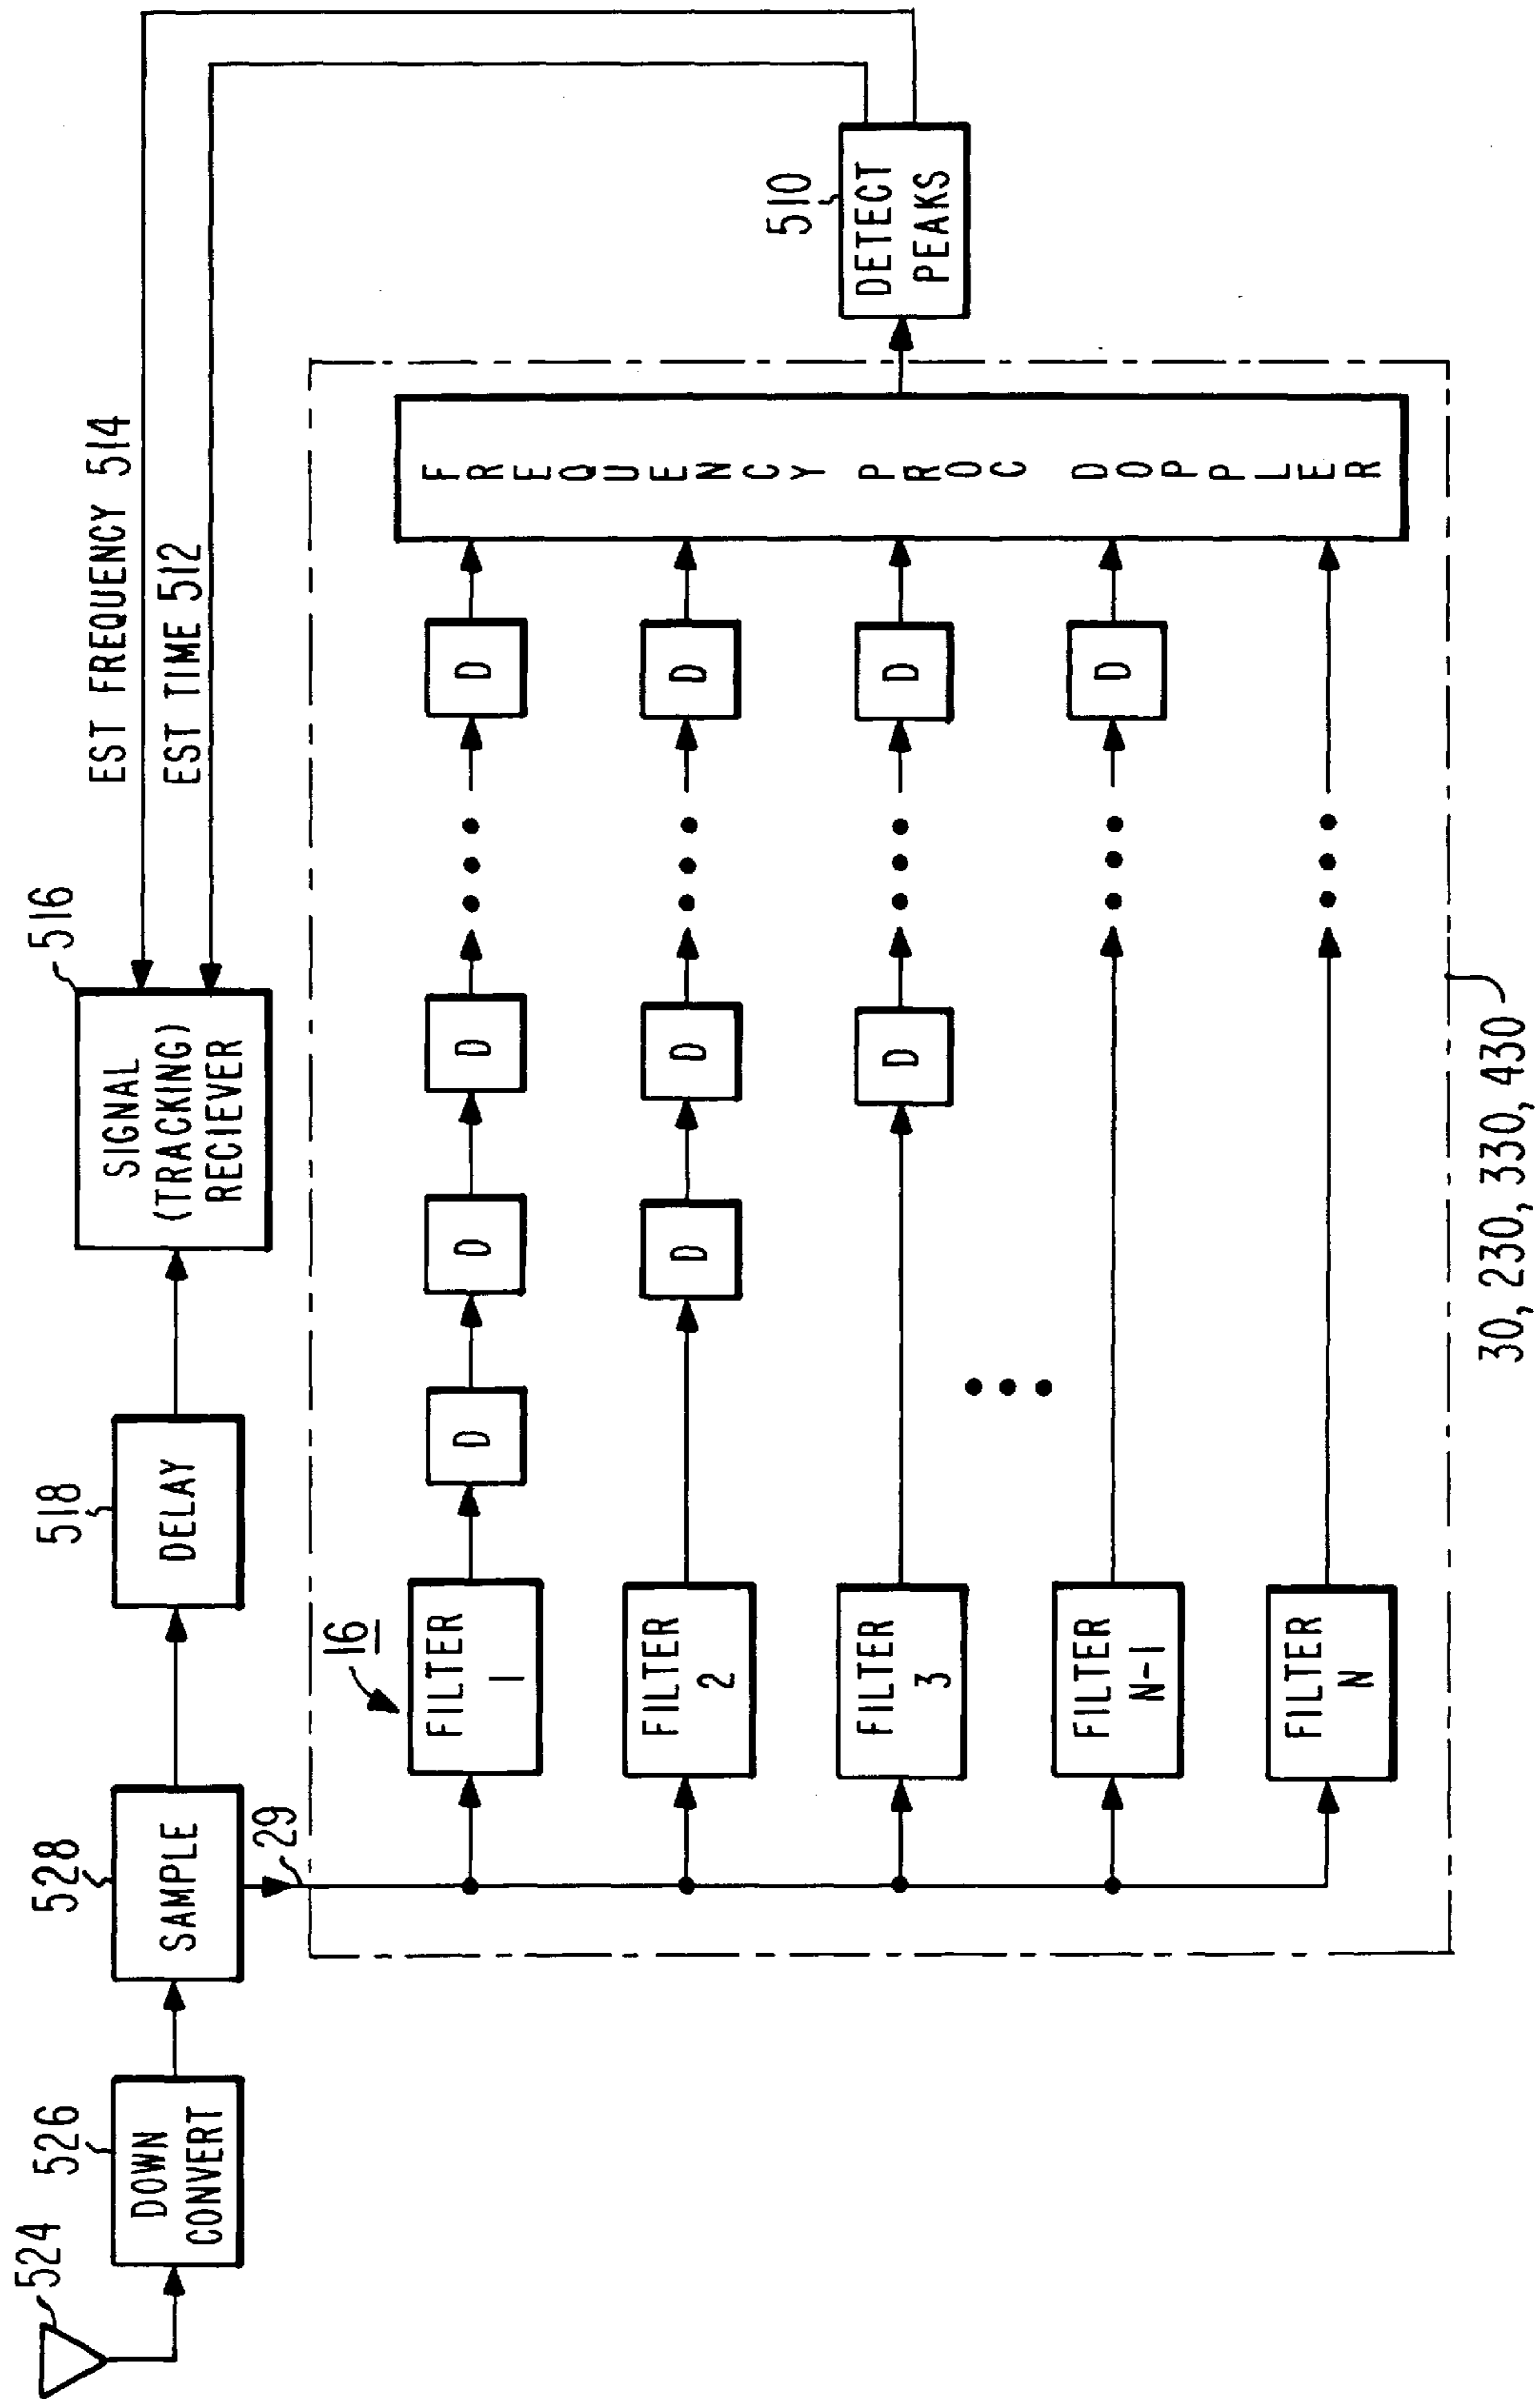 524
526
DOWN
CONVERT
528
SAMPLE
518
DELAY
516
SIGNAL
(TRACKING)
RECIEVER
EST FREQUENCY 514
EST TIME 512
29
16
FILTER
1
D
D
D
D
FILTER
2
D
D
D
FILTER
3
D
D
FILTER
N-1
D
FILTER
N
FREQUENCY PROC DOPPLER
510
DETECT
PEAKS
30, 230, 330, 430